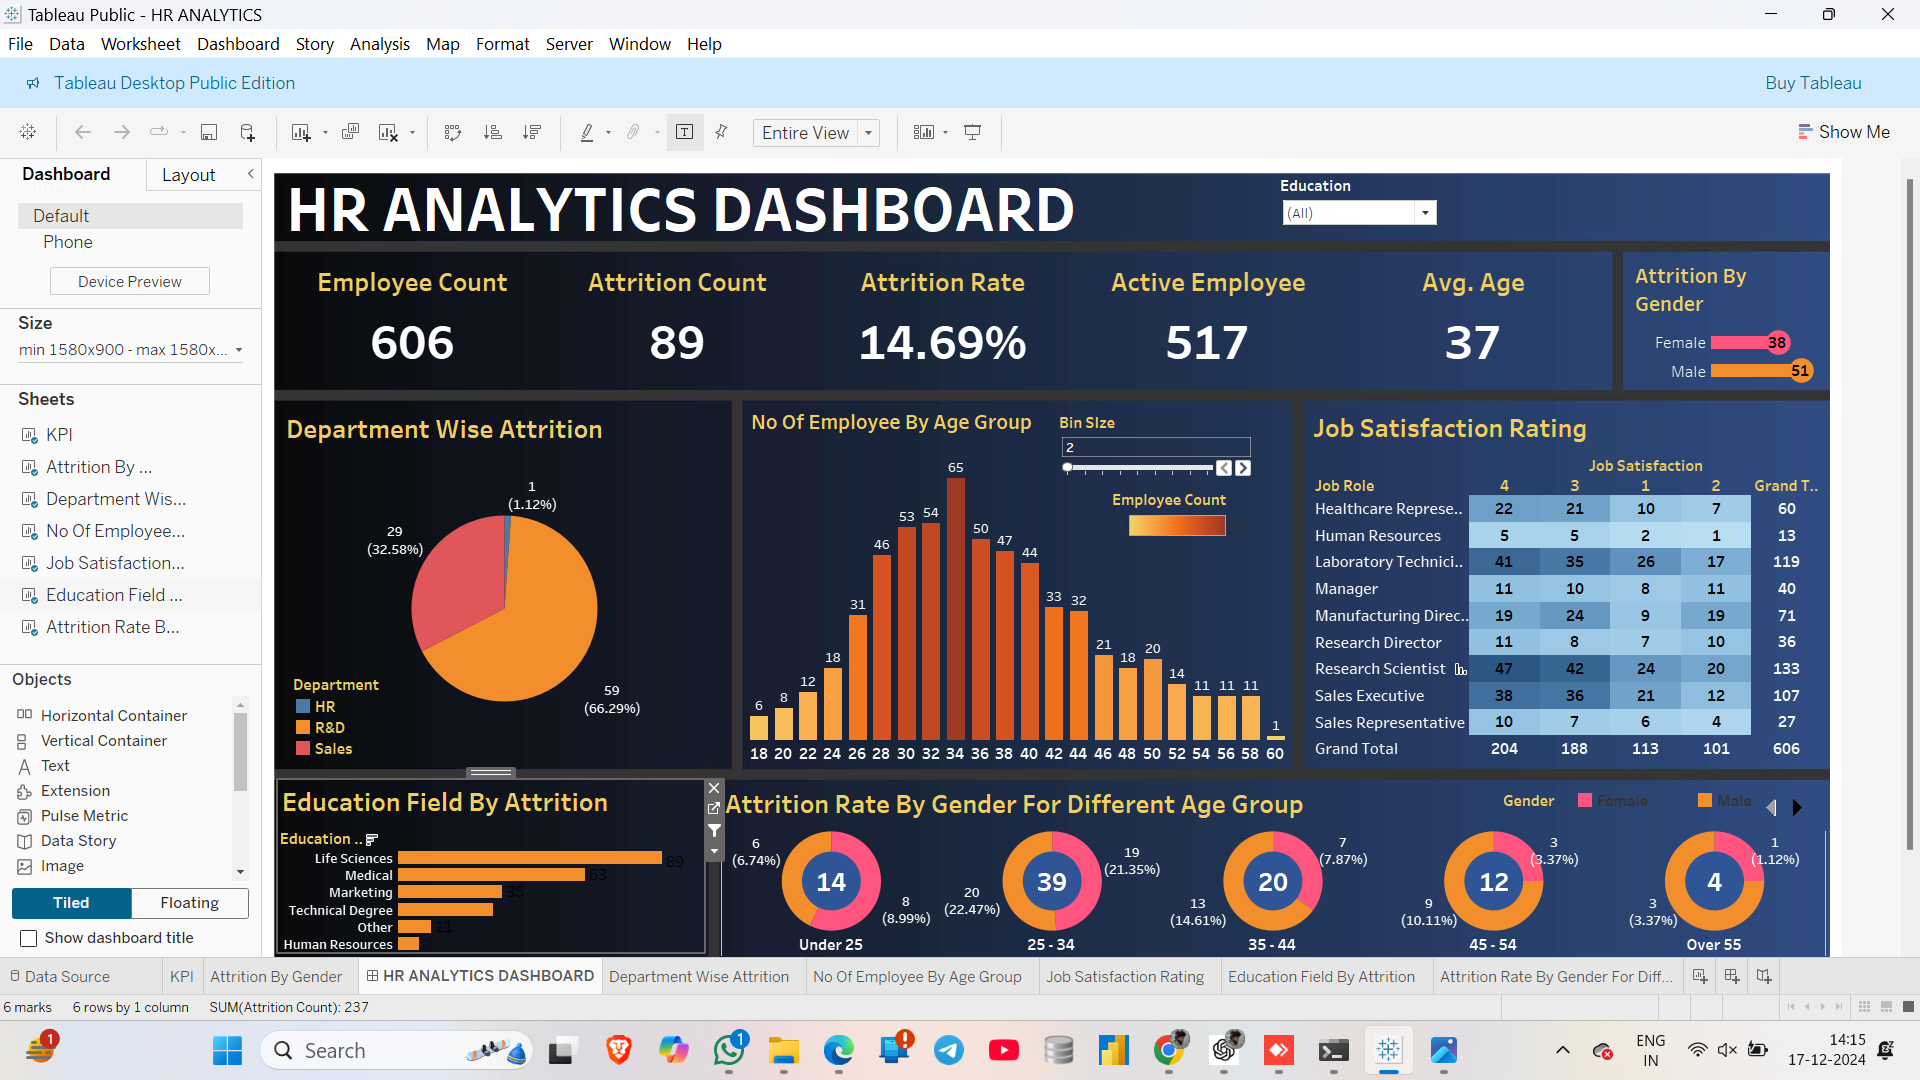 Tableau Public - HR ANALYTICS
File Data Worksheet Dashboard Story Analysis Map Format Server Window Help
Tableau Desktop Public Edition
Buy Tableau
Entire View
Show Me
Dashboard
Layout
Default
Phone
Device Preview
Size
min 1580x900 - max 1580x...
Sheets
KPI
Attrition By ...
Department Wis...
No Of Employee...
Job Satisfaction...
Education Field ...
Attrition Rate B...
Objects
Horizontal Container
Vertical Container
Text
Extension
Pulse Metric
Data Story
Image
Tiled
Floating
Show dashboard title
HR ANALYTICS DASHBOARD
Education
(All)
Employee Count
606
Attrition Count
89
Attrition Rate
14.69%
Active Employee
517
Avg. Age
37
Attrition By
Gender
Female 38
Male 51
Department Wise Attrition
1
(1.12%)
29
(32.58%)
59
(66.29%)
Department
HR
R&D
Sales
No Of Employee By Age Group
Bin SIze
2
Employee Count
6 8 12 18 31 46 53 54 65 50 47 44 33 32 21 18 20 14 11 11 11 1
18 20 22 24 26 28 30 32 34 36 38 40 42 44 46 48 50 52 54 56 58 60
Job Satisfaction Rating
Job Satisfaction
Job Role 4 3 1 2 Grand T..
Healthcare Represe.. 22 21 10 7 60
Human Resources 5 5 2 1 13
Laboratory Technici.. 41 35 26 17 119
Manager 11 10 8 11 40
Manufacturing Direc.. 19 24 9 19 71
Research Director 11 8 7 10 36
Research Scientist 47 42 24 20 133
Sales Executive 38 36 21 12 107
Sales Representative 10 7 6 4 27
Grand Total 204 188 113 101 606
Education Field By Attrition
Education ..
Life Sciences 89
Medical 63
Marketing 35
Technical Degree
Other 11
Human Resources
Attrition Rate By Gender For Different Age Group
Gender Female Male
6
(6.74%)
14
8
(8.99%)
Under 25
20
(22.47%)
39
19
(21.35%)
25 - 34
13
(14.61%)
20
7
(7.87%)
35 - 44
9
(10.11%)
12
3
(3.37%)
45 - 54
3
(3.37%)
4
1
(1.12%)
Over 55
Data Source
KPI
Attrition By Gender
HR ANALYTICS DASHBOARD
Department Wise Attrition
No Of Employee By Age Group
Job Satisfaction Rating
Education Field By Attrition
Attrition Rate By Gender For Diff...
6 marks 6 rows by 1 column SUM(Attrition Count): 237
1
Search
1
ENG
IN
14:15
17-12-2024